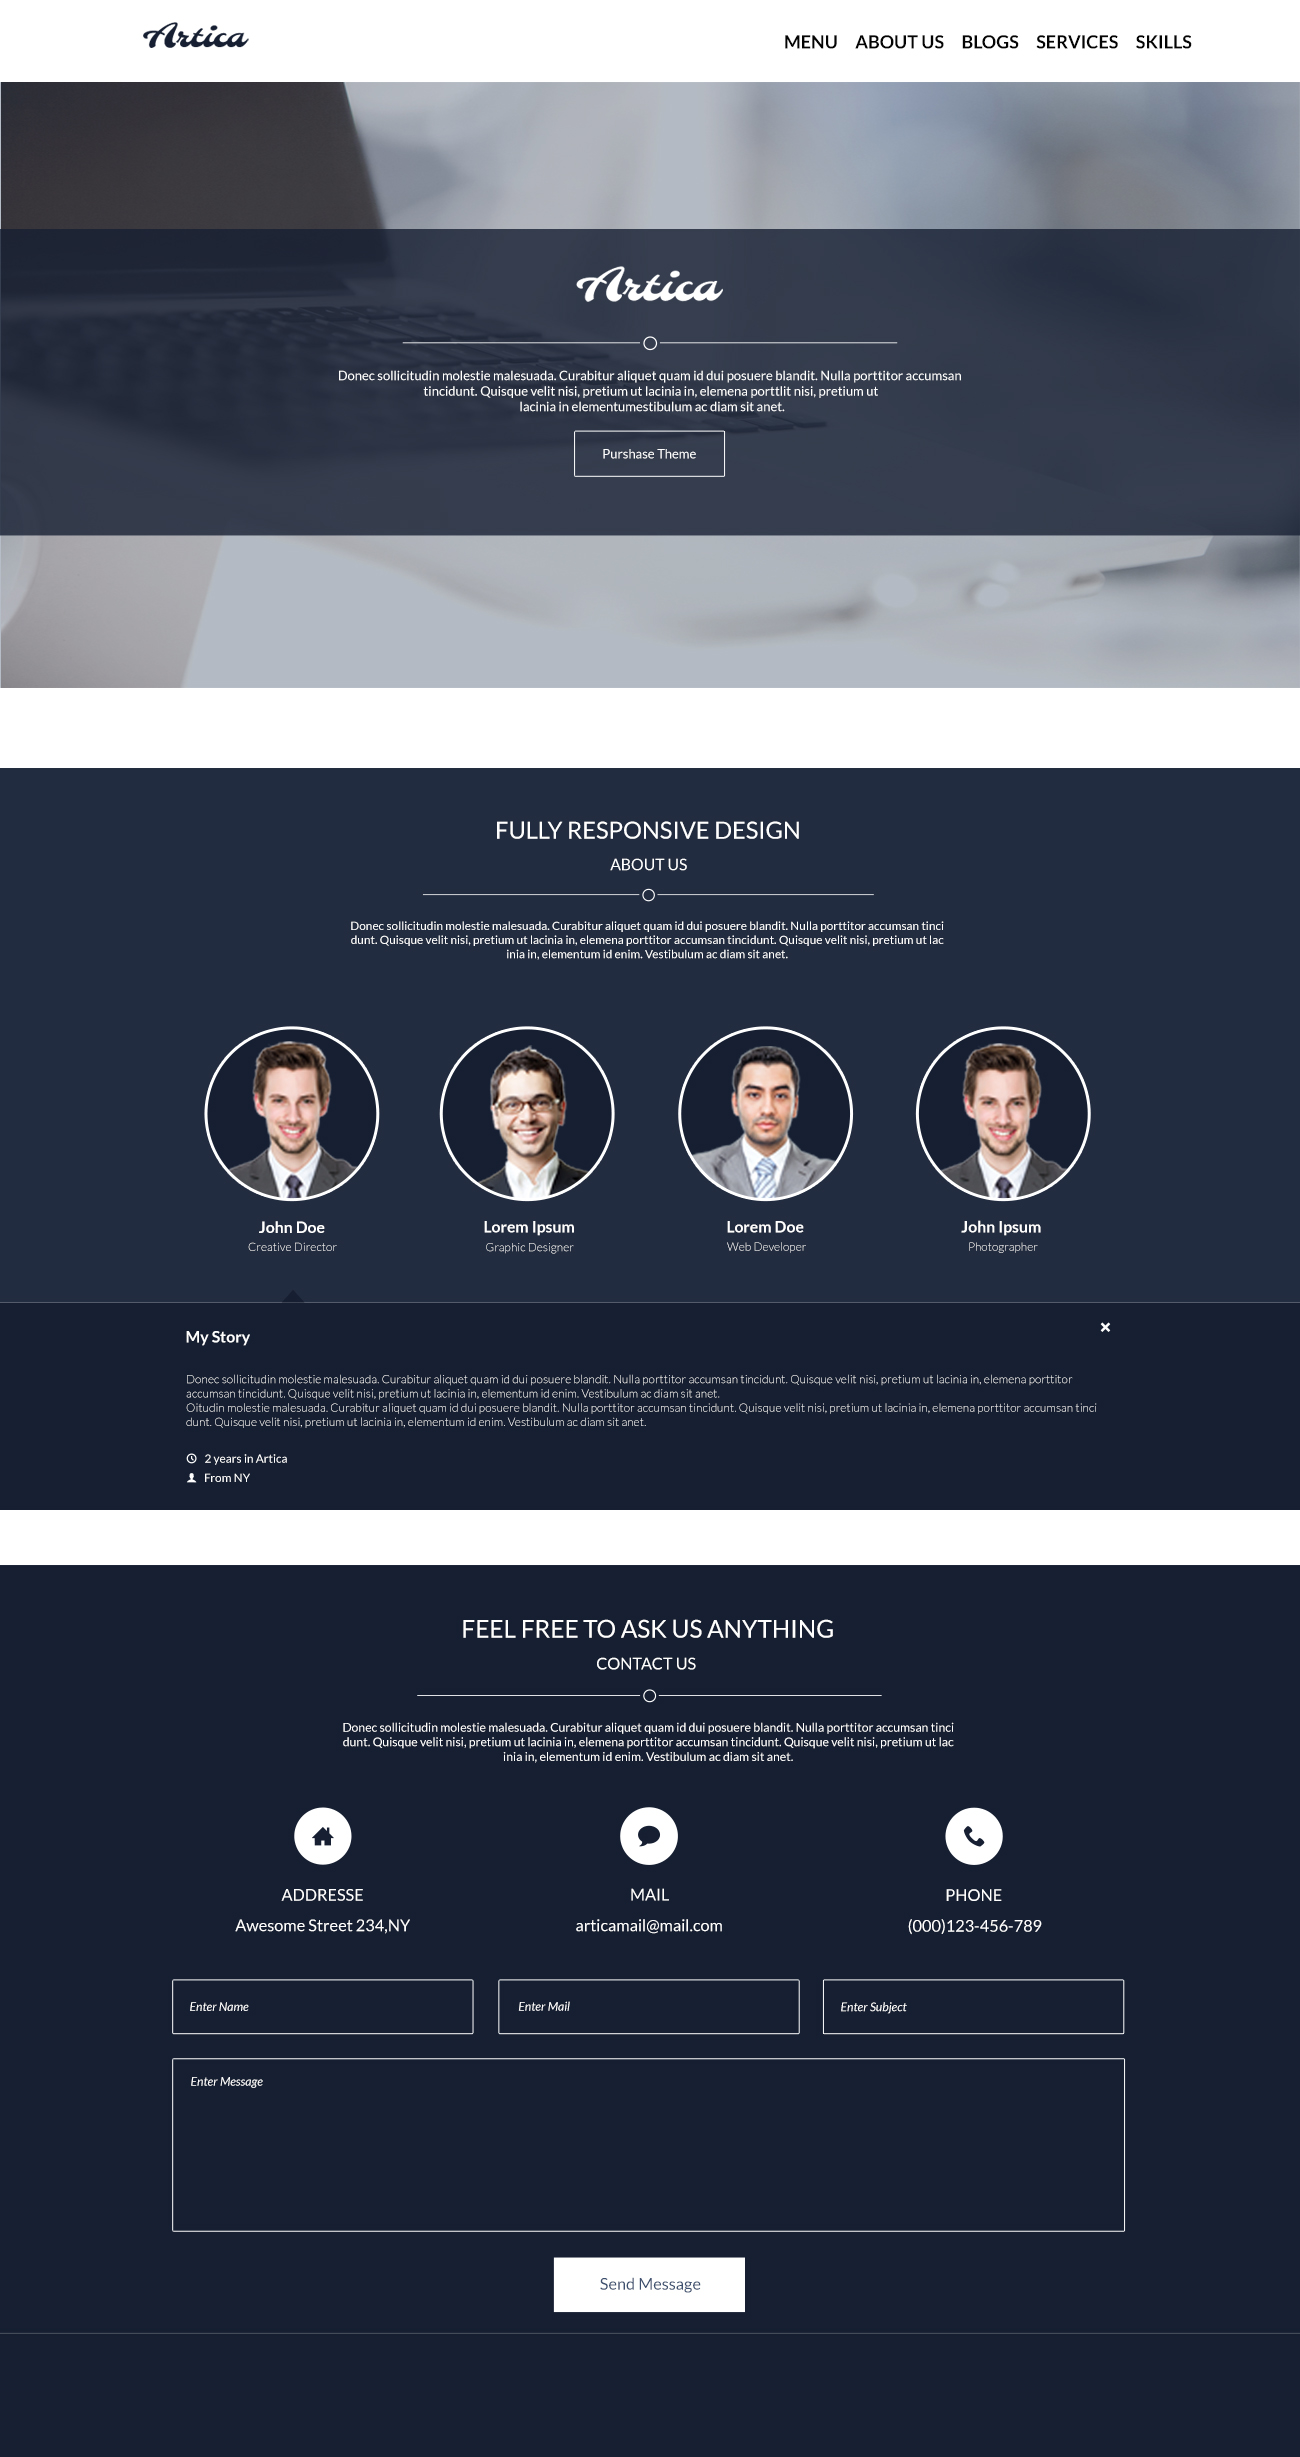 Artica
MENU ABOUT US BLOGS SERVICES SKILLS
Artica
Donec sollicitudin molestie malesuada. Curabitur aliquet quam id dui posuere blandit. Nulla porttitor accumsan
tincidunt. Quisque velit nisi, pretium ut lacinia in, elemena porttlit nisi, pretium ut
lacinia in elementumestibulum ac diam sit anet.
Purshase Theme
FULLY RESPONSIVE DESIGN
ABOUT US
Donec sollicitudin molestie malesuada. Curabitur aliquet quam id dui posuere blandit. Nulla porttitor accumsan tinci
dunt. Quisque velit nisi, pretium ut lacinia in, elemena porttitor accumsan tincidunt. Quisque velit nisi, pretium ut lac
inia in, elementum id enim. Vestibulum ac diam sit anet.
John Doe
Creative Director
Lorem Ipsum
Graphic Designer
Lorem Doe
Web Developer
John Ipsum
Photographer
My Story
Donec sollicitudin molestie malesuada. Curabitur aliquet quam id dui posuere blandit. Nulla porttitor accumsan tincidunt. Quisque velit nisi, pretium ut lacinia in, elemena porttitor
accumsan tincidunt. Quisque velit nisi, pretium ut lacinia in, elementum id enim. Vestibulum ac diam sit anet.
Oitudin molestie malesuada. Curabitur aliquet quam id dui posuere blandit. Nulla porttitor accumsan tincidunt. Quisque velit nisi, pretium ut lacinia in, elemena porttitor accumsan tinci
dunt. Quisque velit nisi, pretium ut lacinia in, elementum id enim. Vestibulum ac diam sit anet.
2 years in Artica
From NY
FEEL FREE TO ASK US ANYTHING
CONTACT US
Donec sollicitudin molestie malesuada. Curabitur aliquet quam id dui posuere blandit. Nulla porttitor accumsan tinci
dunt. Quisque velit nisi, pretium ut lacinia in, elemena porttitor accumsan tincidunt. Quisque velit nisi, pretium ut lac
inia in, elementum id enim. Vestibulum ac diam sit anet.
ADDRESSE
Awesome Street 234,NY
MAIL
articamail@mail.com
PHONE
(000)123-456-789
Enter Name
Enter Mail
Enter Subject
Enter Message
Send Message